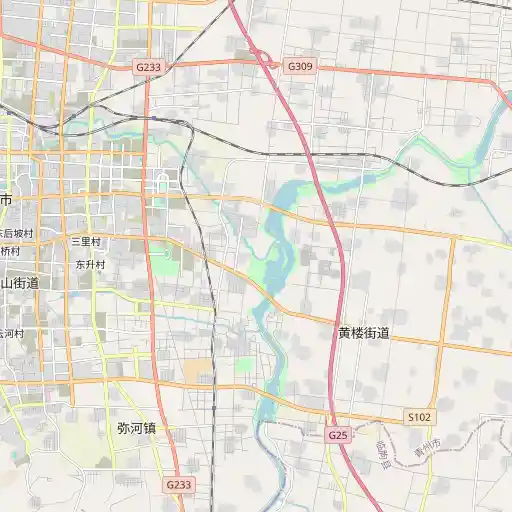 G233
G309
市
东后坡村
三里村
桥村
东升村
山街道
河村
黄楼街道
S102
弥河镇
G25
临朐县
青州市
G233